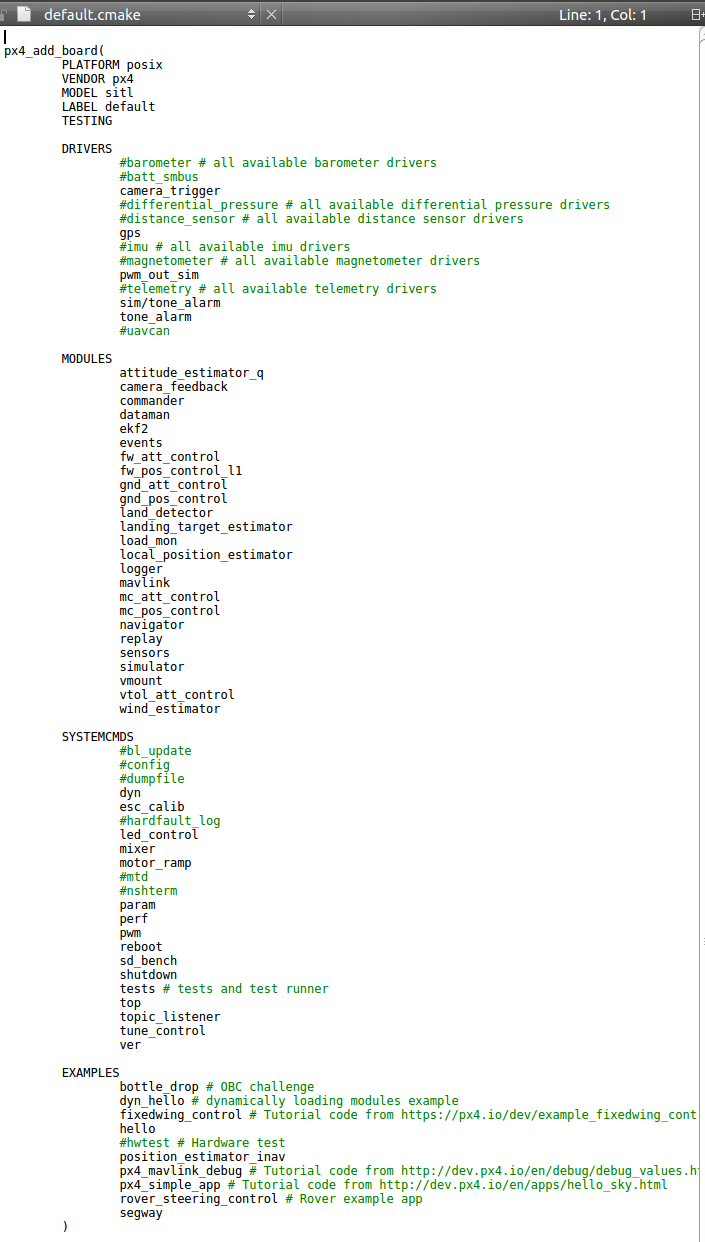 default.cmake Line: 1, Col: 1
px4_add_board(
PLATFORM posix
VENDOR px4
MODEL sitl
LABEL default
TESTING
DRIVERS
#barometer # all available barometer drivers
#batt_smbus
camera_trigger
#differential_pressure # all available differential pressure drivers
#distance_sensor # all available distance sensor drivers
gps
#imu # all available imu drivers
#magnetometer # all available magnetometer drivers
pwm_out_sim
#telemetry # all available telemetry drivers
sim/tone_alarm
tone_alarm
#uavcan
MODULES
attitude_estimator_q
camera_feedback
commander
dataman
ekf2
events
fw_att_control
fw_pos_control_l1
gnd_att_control
gnd_pos_control
land_detector
landing_target_estimator
load_mon
local_position_estimator
logger
mavlink
mc_att_control
mc_pos_control
navigator
replay
sensors
simulator
vmount
vtol_att_control
wind_estimator
SYSTEMCMDS
#bl_update
#config
#dumpfile
dyn
esc_calib
#hardfault_log
led_control
mixer
motor_ramp
#mtd
#nshterm
param
perf
pwm
reboot
sd_bench
shutdown
tests # tests and test runner
top
topic_listener
tune_control
ver
EXAMPLES
bottle_drop # OBC challenge
dyn_hello # dynamically loading modules example
fixedwing_control # Tutorial code from https://px4.io/dev/example_fixedwing_cont
hello
#hwtest # Hardware test
position_estimator_inav
px4_mavlink_debug # Tutorial code from http://dev.px4.io/en/debug/debug_values.h
px4_simple_app # Tutorial code from http://dev.px4.io/en/apps/hello_sky.html
rover_steering_control # Rover example app
segway
)